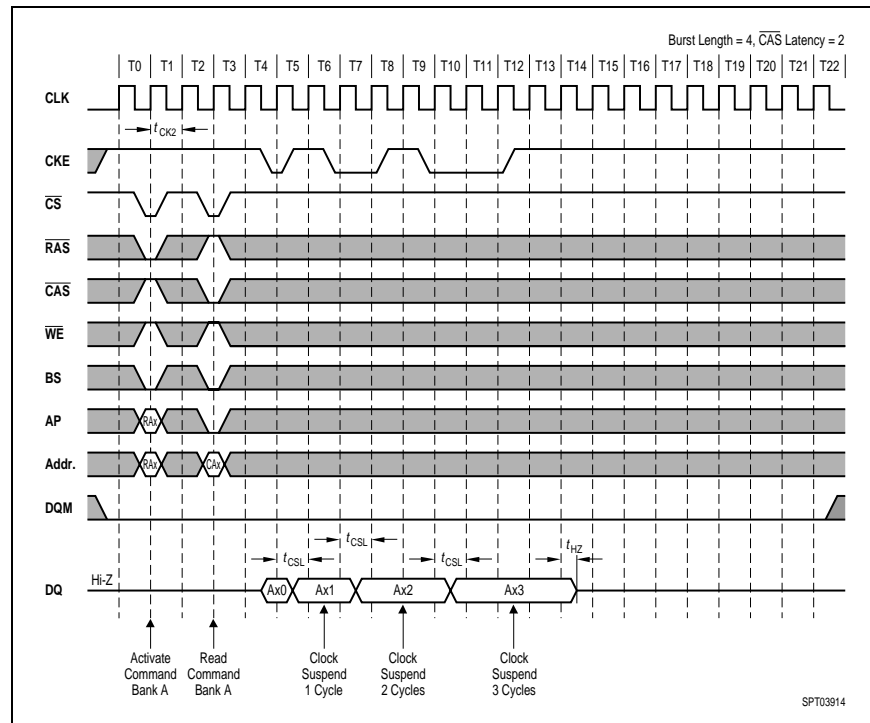 Burst Length = 4, CAS Latency = 2
T0 T1 T2 T3 T4 T5 T6 T7 T8 T9 T10 T11 T12 T13 T14 T15 T16 T17 T18 T19 T20 T21 T22
CLK
tCK2
CKE
CS
RAS
CAS
WE
BS
AP RAx
Addr. RAx CAx
DQM
tCSL tCSL tCSL tHZ
DQ Hi-Z Ax0 Ax1 Ax2 Ax3
Activate Read Clock Clock Clock
Command Command Suspend Suspend Suspend
Bank A Bank A 1 Cycle 2 Cycles 3 Cycles
SPT03914